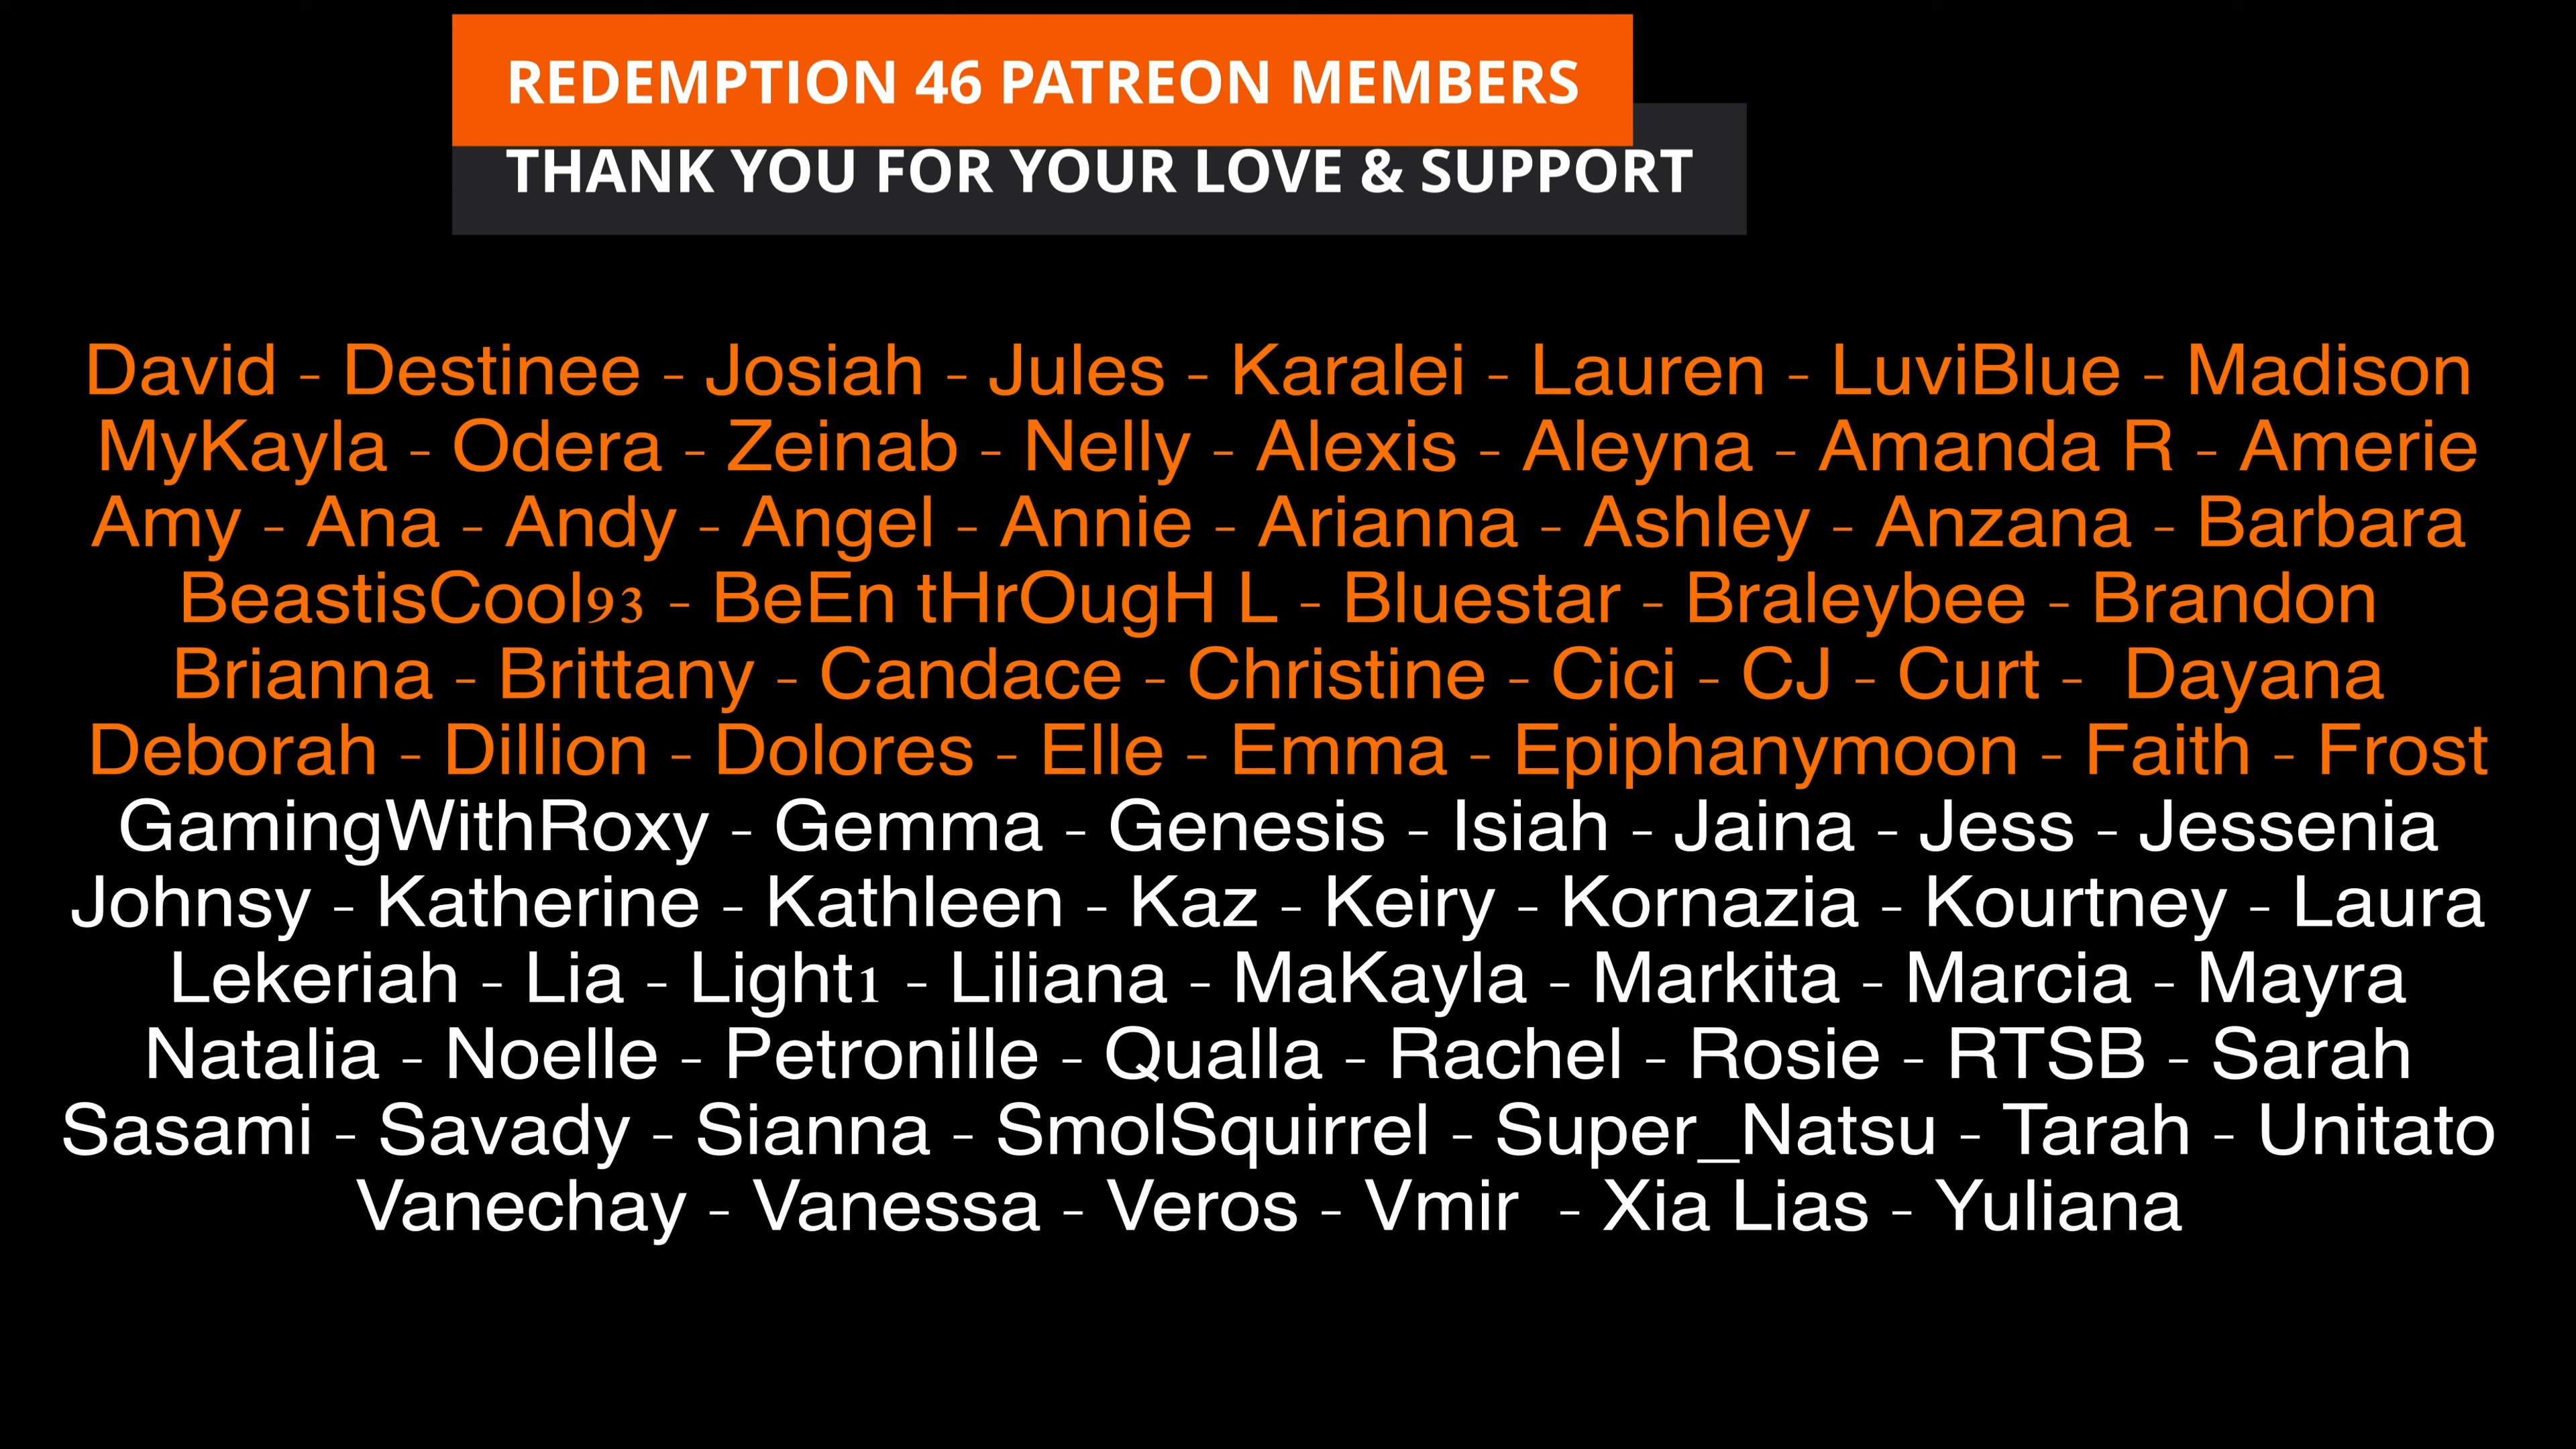 REDEMPTION 46 PATREON MEMBERS
THANK YOU FOR YOUR LOVE & SUPPORT
David - Destinee - Josiah - Jules - Karalei - Lauren - LuviBlue - Madison
MyKayla - Odera - Zeinab - Nelly - Alexis - Aleyna - Amanda R - Amerie
Amy - Ana - Andy - Angel - Annie - Arianna - Ashley - Anzana - Barbara
BeastisCool93 - BeEn tHrOugH L - Bluestar - Braleybee - Brandon
Brianna - Brittany - Candace - Christine - Cici - CJ - Curt - Dayana
Deborah - Dillion - Dolores - Elle - Emma - Epiphanymoon - Faith - Frost
GamingWithRoxy - Gemma - Genesis - Isiah - Jaina - Jess - Jessenia
Johnsy - Katherine - Kathleen - Kaz - Keiry - Kornazia - Kourtney - Laura
Lekeriah - Lia - Light1 - Liliana - MaKayla - Markita - Marcia - Mayra
Natalia - Noelle - Petronille - Qualla - Rachel - Rosie - RTSB - Sarah
Sasami - Savady - Sianna - SmolSquirrel - Super_Natsu - Tarah - Unitato
Vanechay - Vanessa - Veros - Vmir - Xia Lias - Yuliana